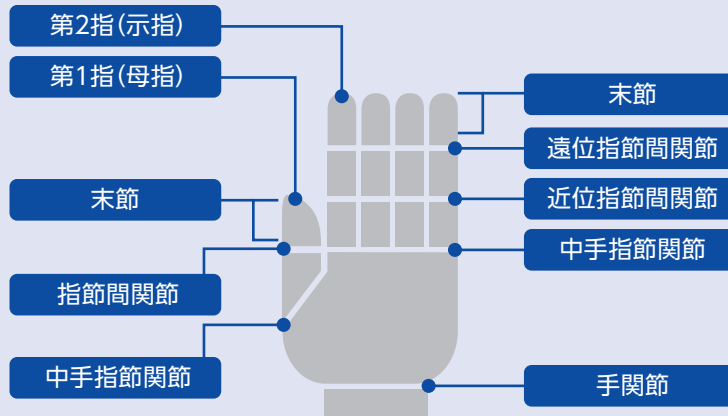 第2指(示指)
第1指(母指)
末節
指節間関節
中手指節関節
末節
遠位指節間関節
近位指節間関節
中手指節関節
手関節